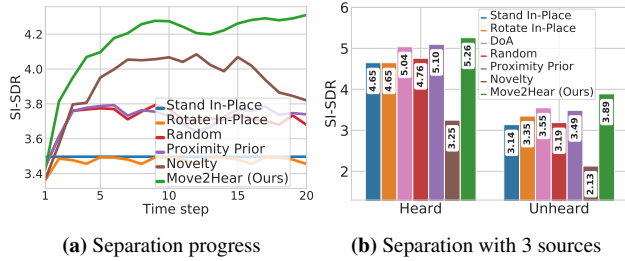 4.2
4.0
3.8
3.6
3.4
SI-SDR
1
5
10
15
20
Time step
Stand In-Place
Rotate In-Place
Random
Proximity Prior
Novelty
Move2Hear (Ours)
(a) Separation progress
6
5
4
3
2
SI-SDR
Stand In-Place
Rotate In-Place
DoA
Random
Proximity Prior
Novelty
Move2Hear (Ours)
4.65
4.65
5.04
4.76
5.10
3.25
5.26
3.14
3.35
3.55
3.19
3.49
2.13
3.89
Heard
Unheard
(b) Separation with 3 sources